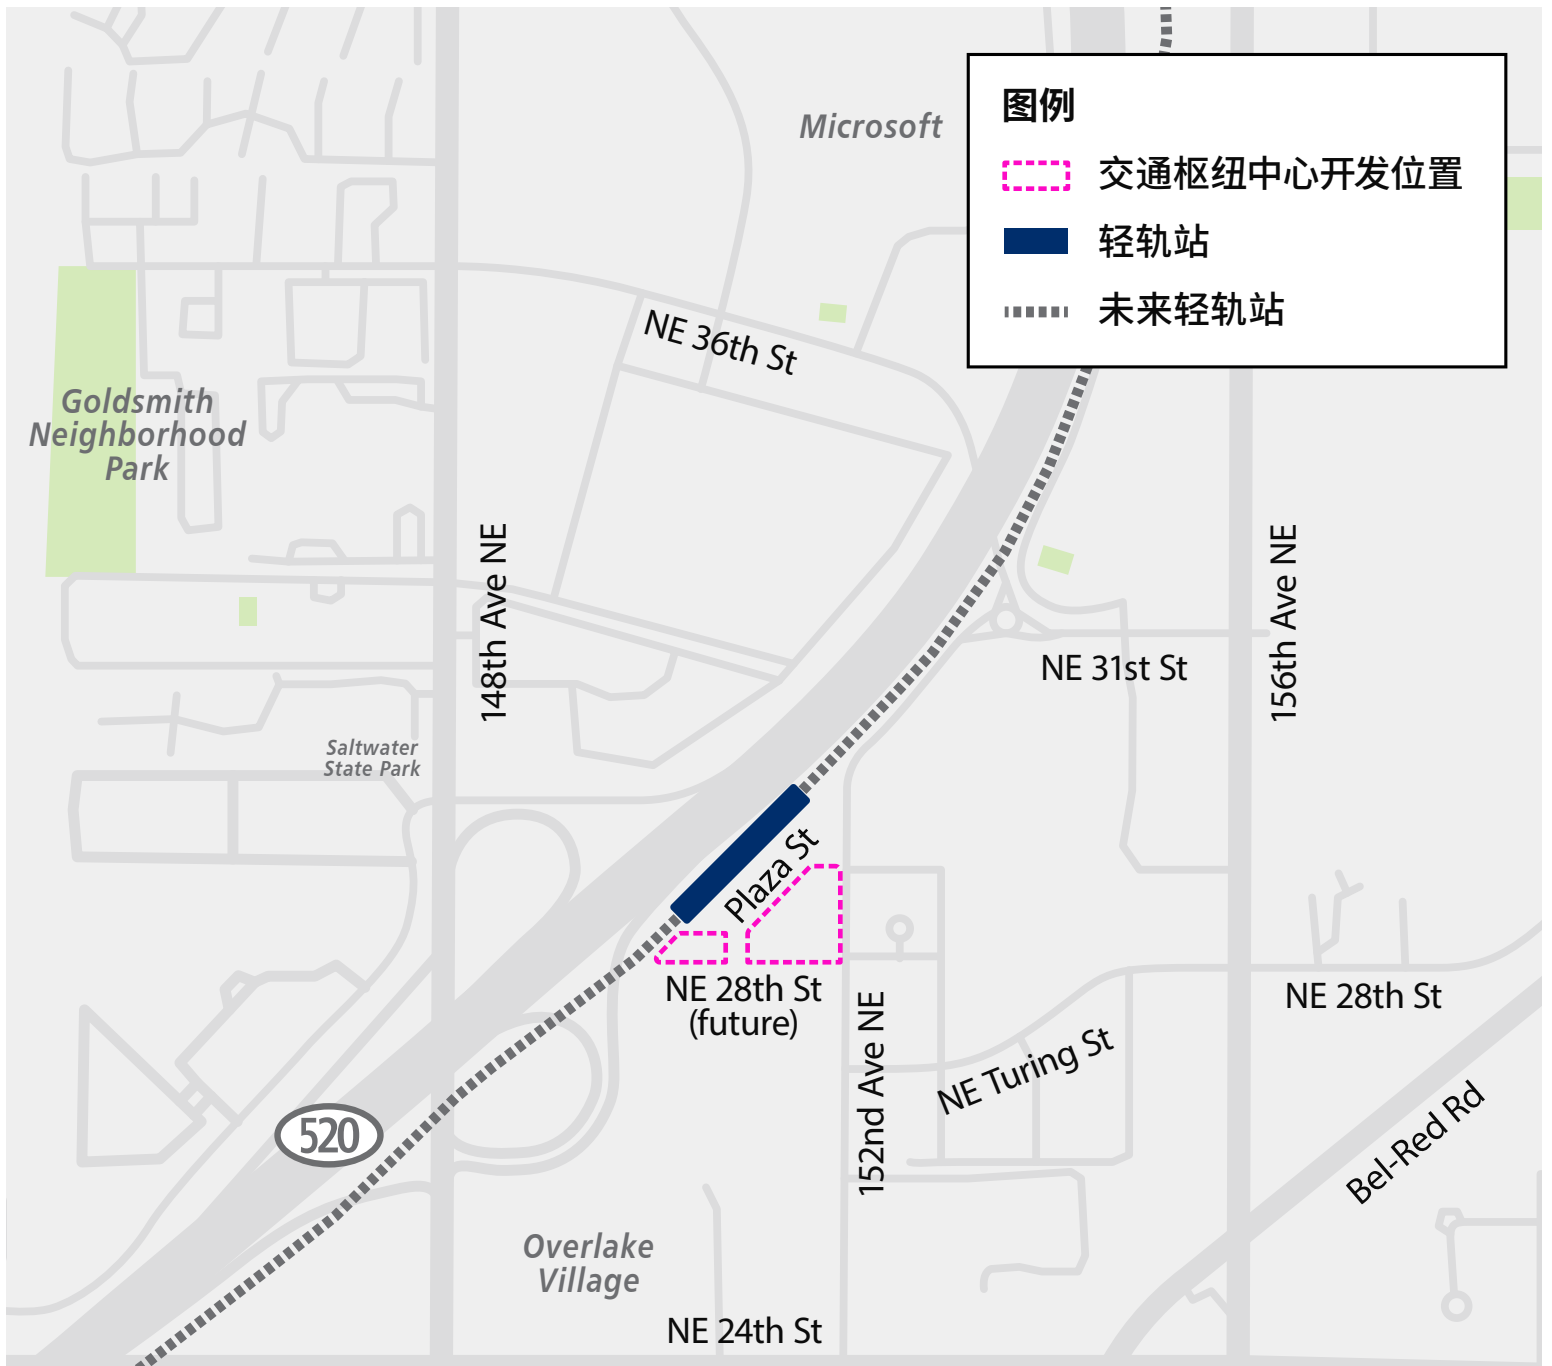 Microsoft
图例
交通枢纽中心开发位置
轻轨站
未来轻轨站
NE 36th St
Goldsmith
Neighborhood
Park
148th Ave NE
156th Ave NE
NE 31st St
Saltwater
State Park
Plaza St
NE 28th St
(future)
NE 28th St
152nd Ave NE
NE Turing St
Bel-Red Rd
520
Overlake
Village
NE 24th St